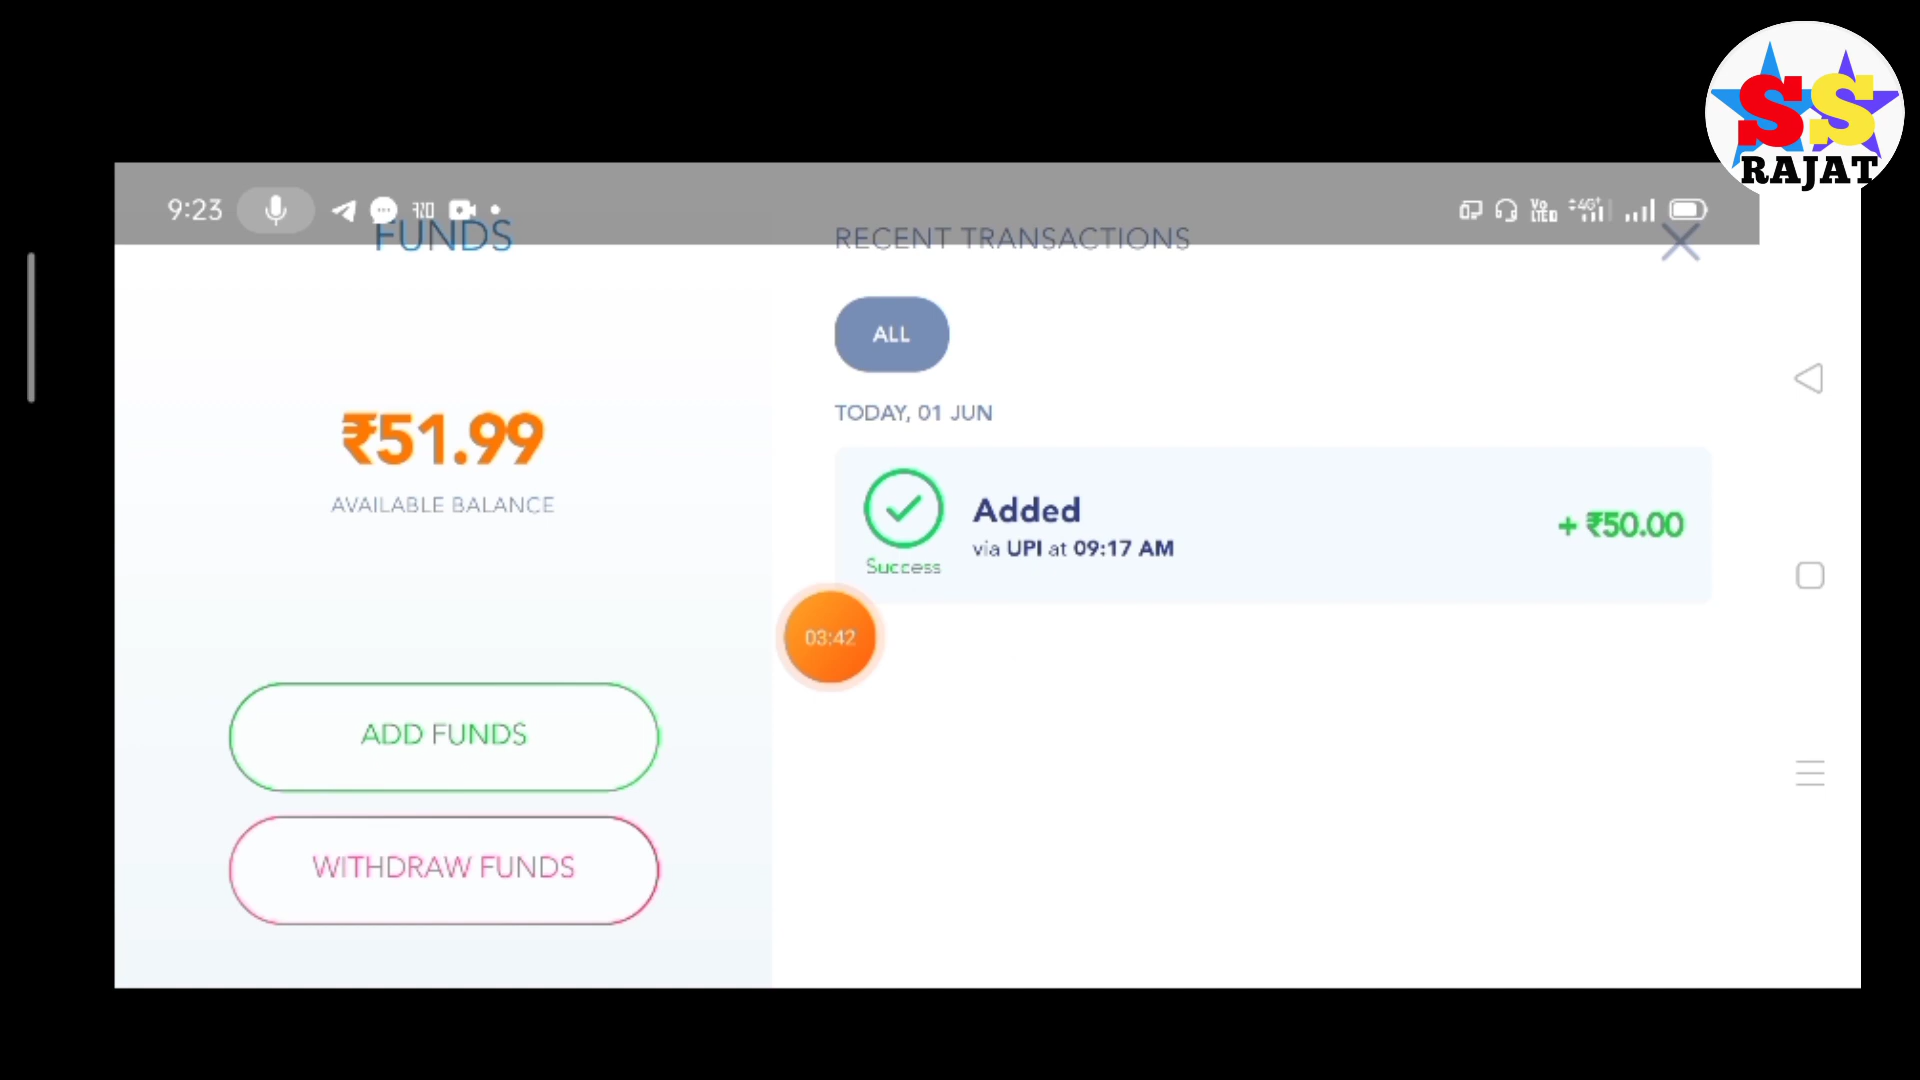 SS
RAJAT
9:23
FUNDS
RECENT TRANSACTIONS
ALL
TODAY, 01 JUN
₹51.99
AVAILABLE BALANCE
Added
via UPI at 09:17 AM
+ ₹50.00
Success
03:42
ADD FUNDS
WITHDRAW FUNDS